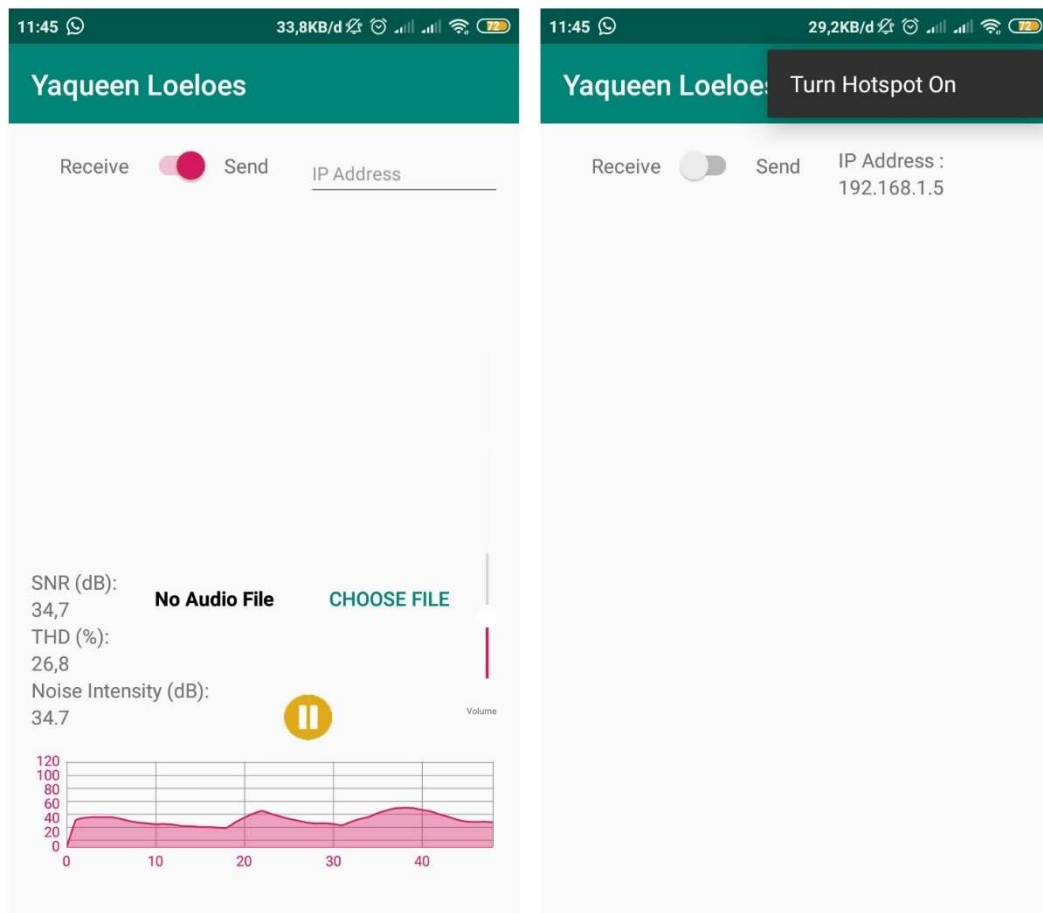 11:45 33,8KB/d 72
Yaqueen Loeloes
Receive Send IP Address
SNR (dB):
34,7
No Audio File CHOOSE FILE
THD (%):
26,8
Noise Intensity (dB):
34.7
Volume
120
100
80
60
40
20
0
0 10 20 30 40
11:45 29,2KB/d 72
Yaqueen Loeloes Turn Hotspot On
Receive Send IP Address :
192.168.1.5